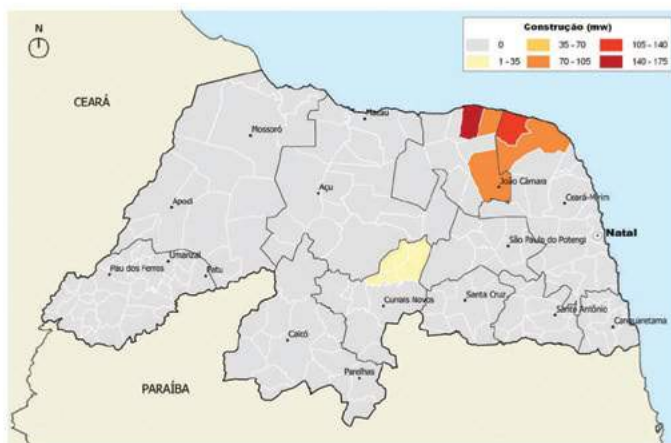 N
Construção (mw)
0
35 - 70
105 - 140
1 - 35
70 - 105
140 - 175
CEARÁ
Macau
Mossoró
João Câmara
Açu
Apodi
Ceará-Mirim
Natal
São Paulo do Potengi
Umarizal
Pau dos Ferros
Patu
Currais Novos
Santa Cruz
Santo Antônio
Canguaretama
Caicó
Parelhas
PARAÍBA